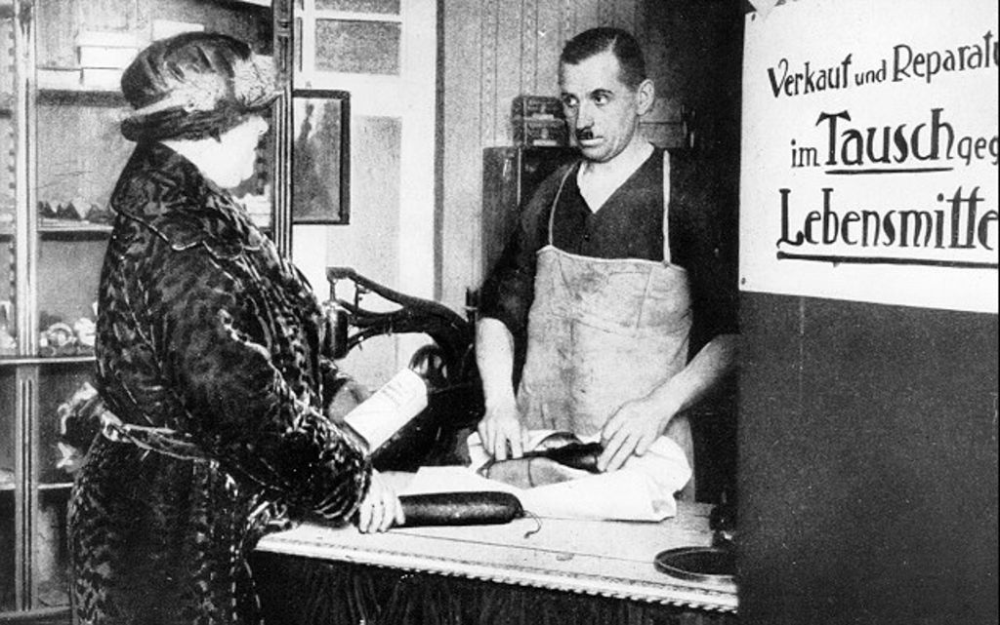 Verkauf und Reparatu
im Tausch geg
Lebensmitte